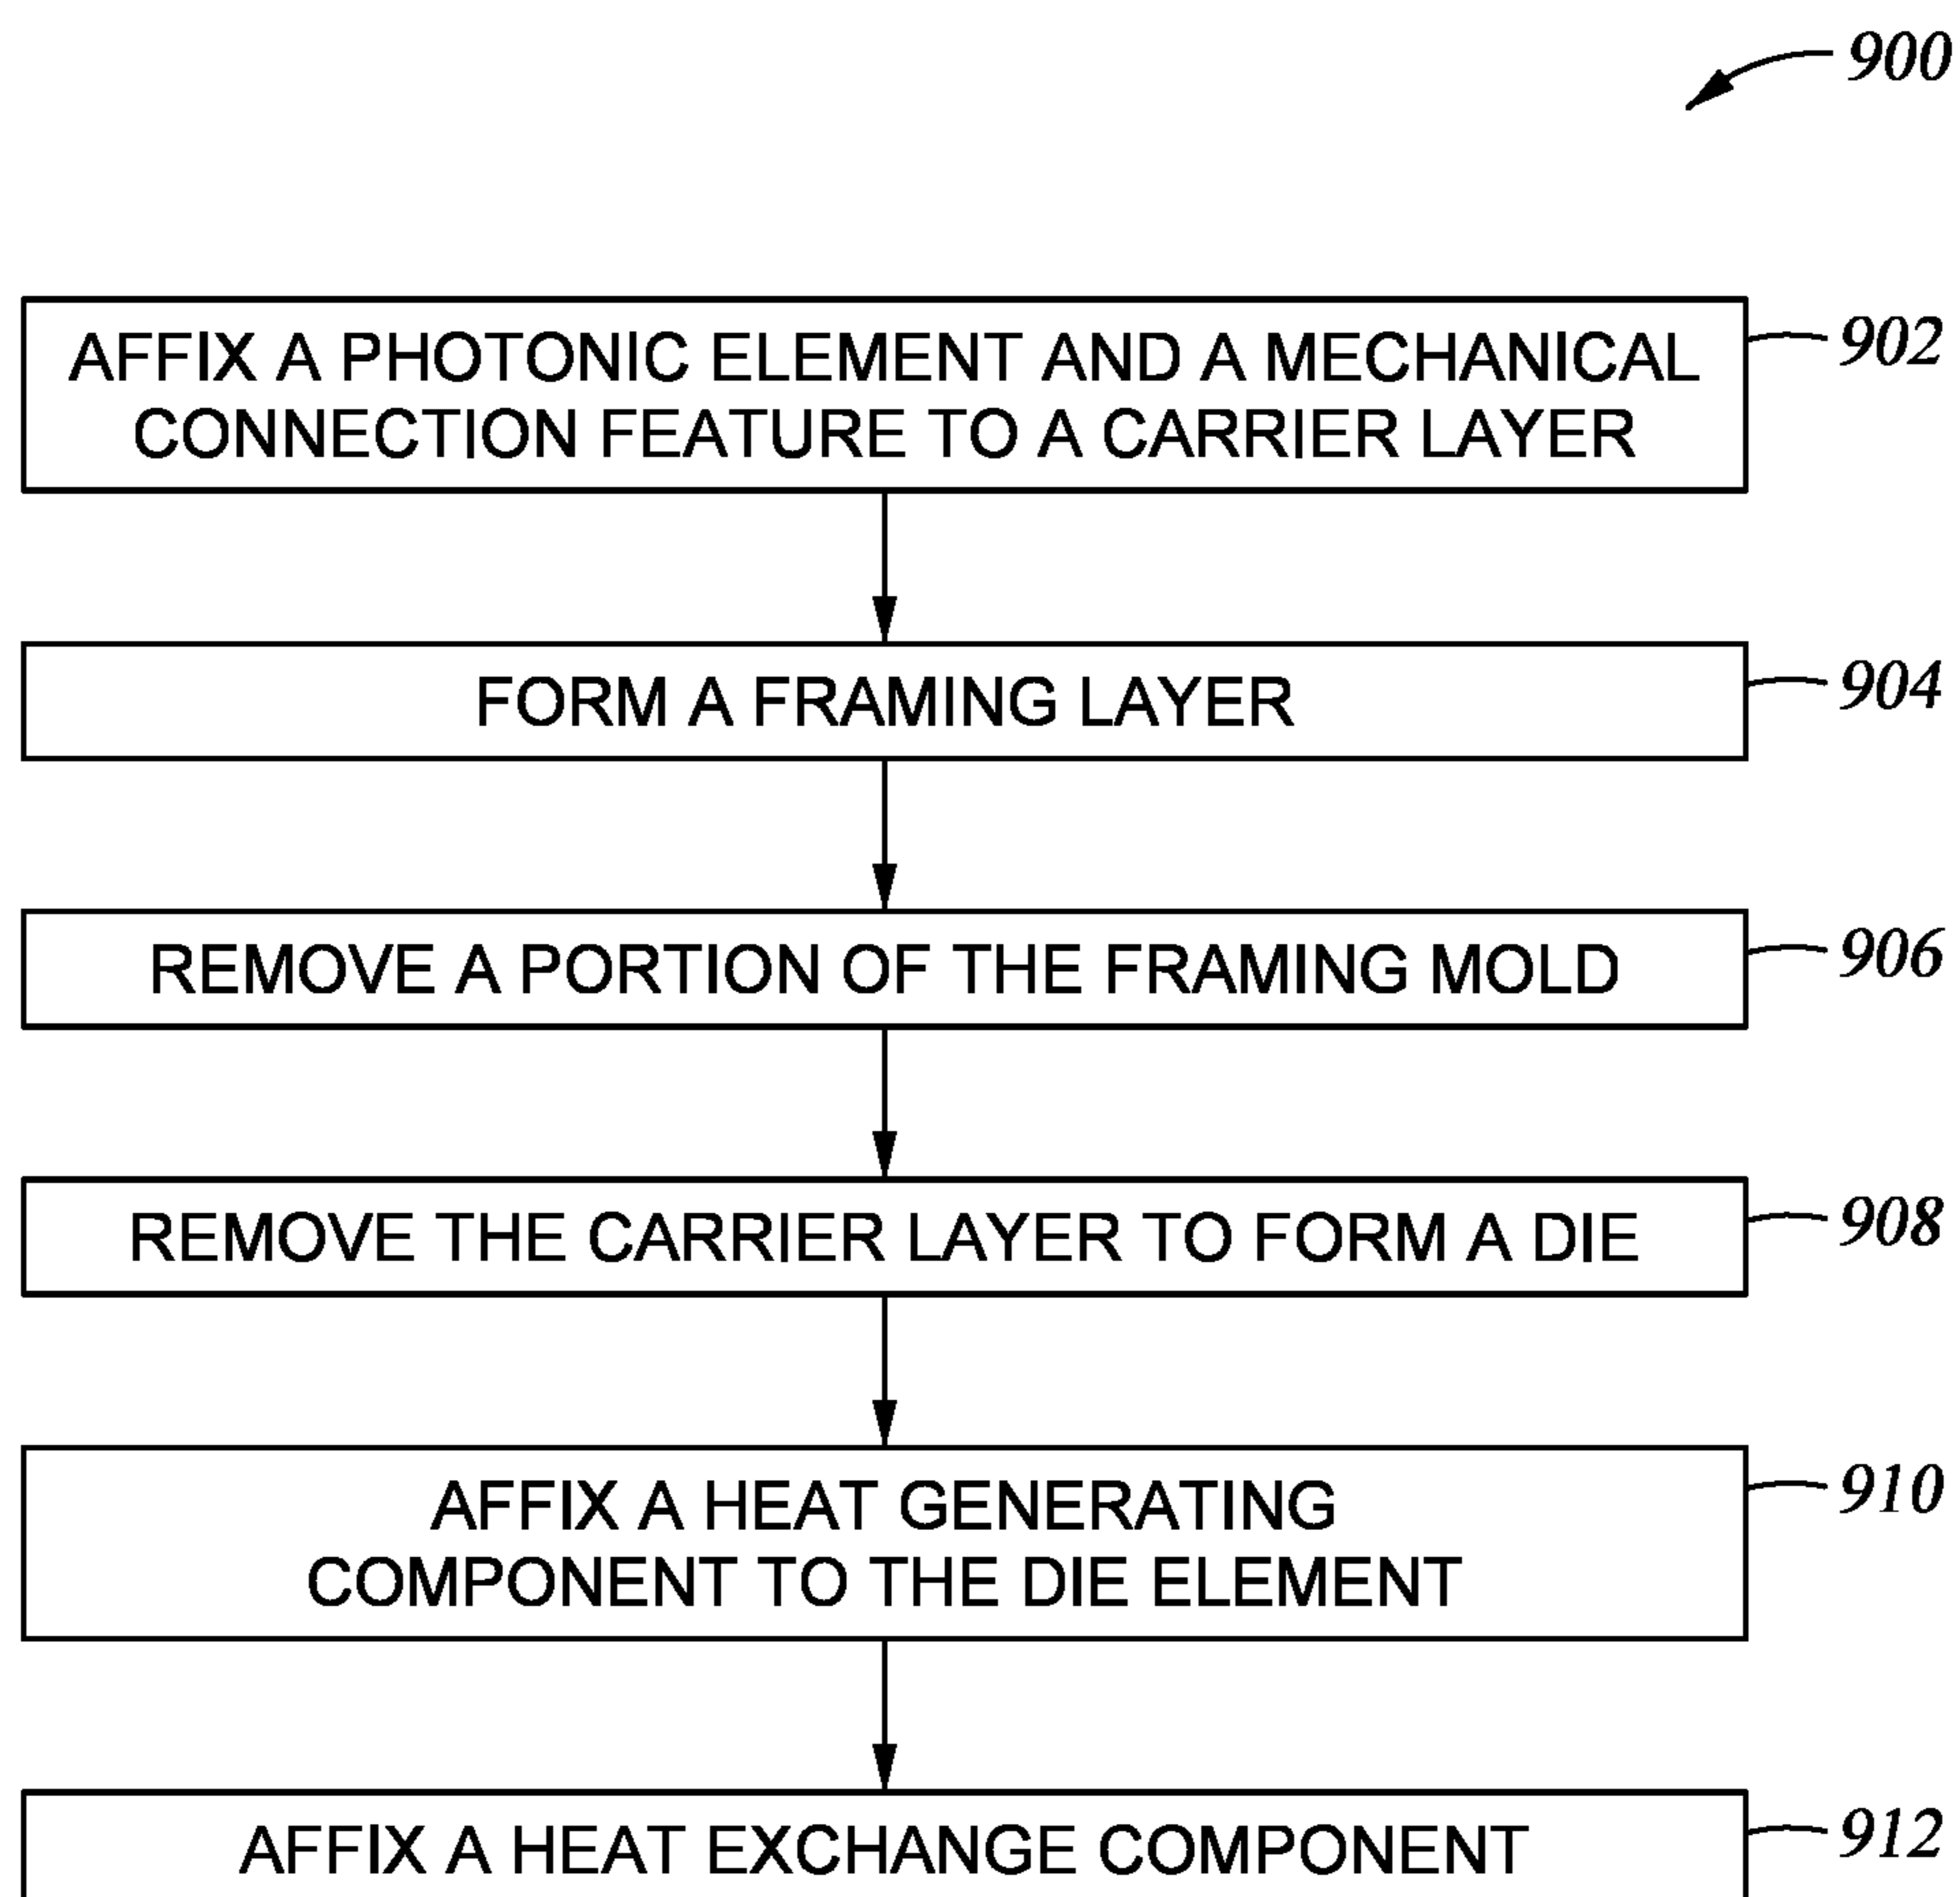 900
AFFIX A PHOTONIC ELEMENT AND A MECHANICAL
CONNECTION FEATURE TO A CARRIER LAYER
902
FORM A FRAMING LAYER
904
REMOVE A PORTION OF THE FRAMING MOLD
906
REMOVE THE CARRIER LAYER TO FORM A DIE
908
AFFIX A HEAT GENERATING
COMPONENT TO THE DIE ELEMENT
910
AFFIX A HEAT EXCHANGE COMPONENT
912